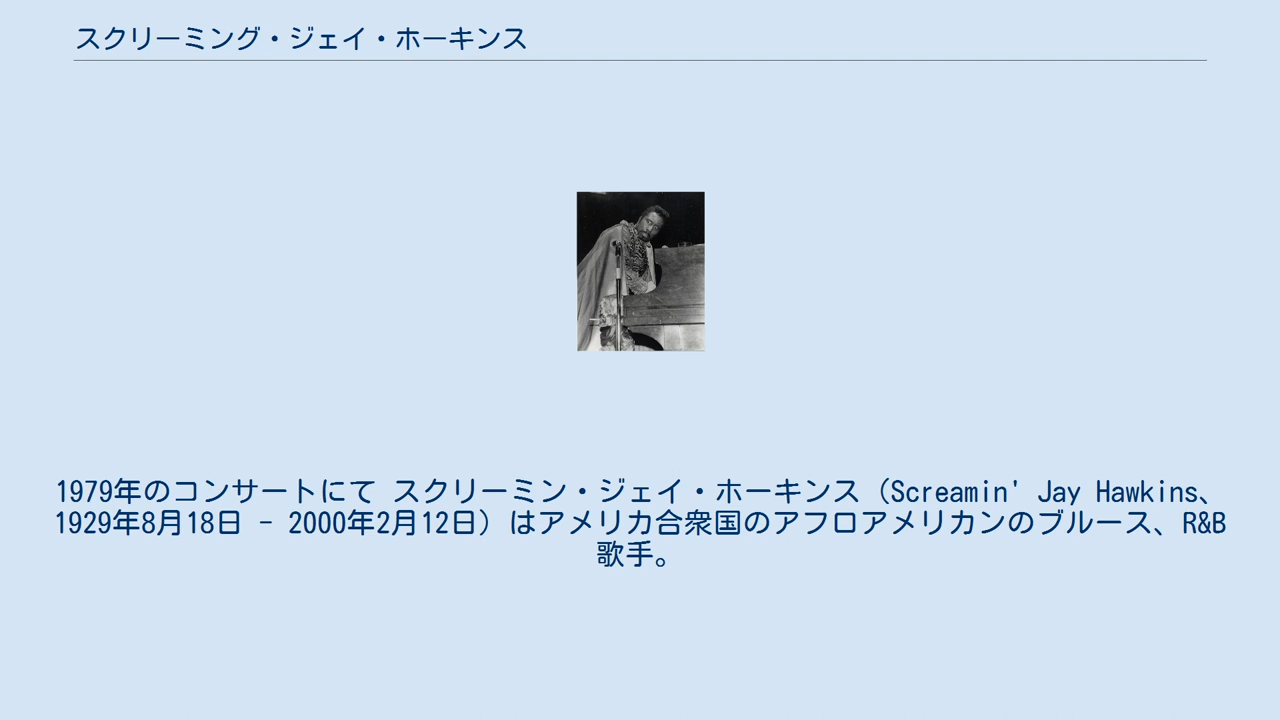 スクリーミング・ジェイ・ホーキンス
1979年のコンサートにて スクリーミン・ジェイ・ホーキンス（Screamin' Jay Hawkins、
1929年8月18日 - 2000年2月12日）はアメリカ合衆国のアフロアメリカンのブルース、R&B
歌手。